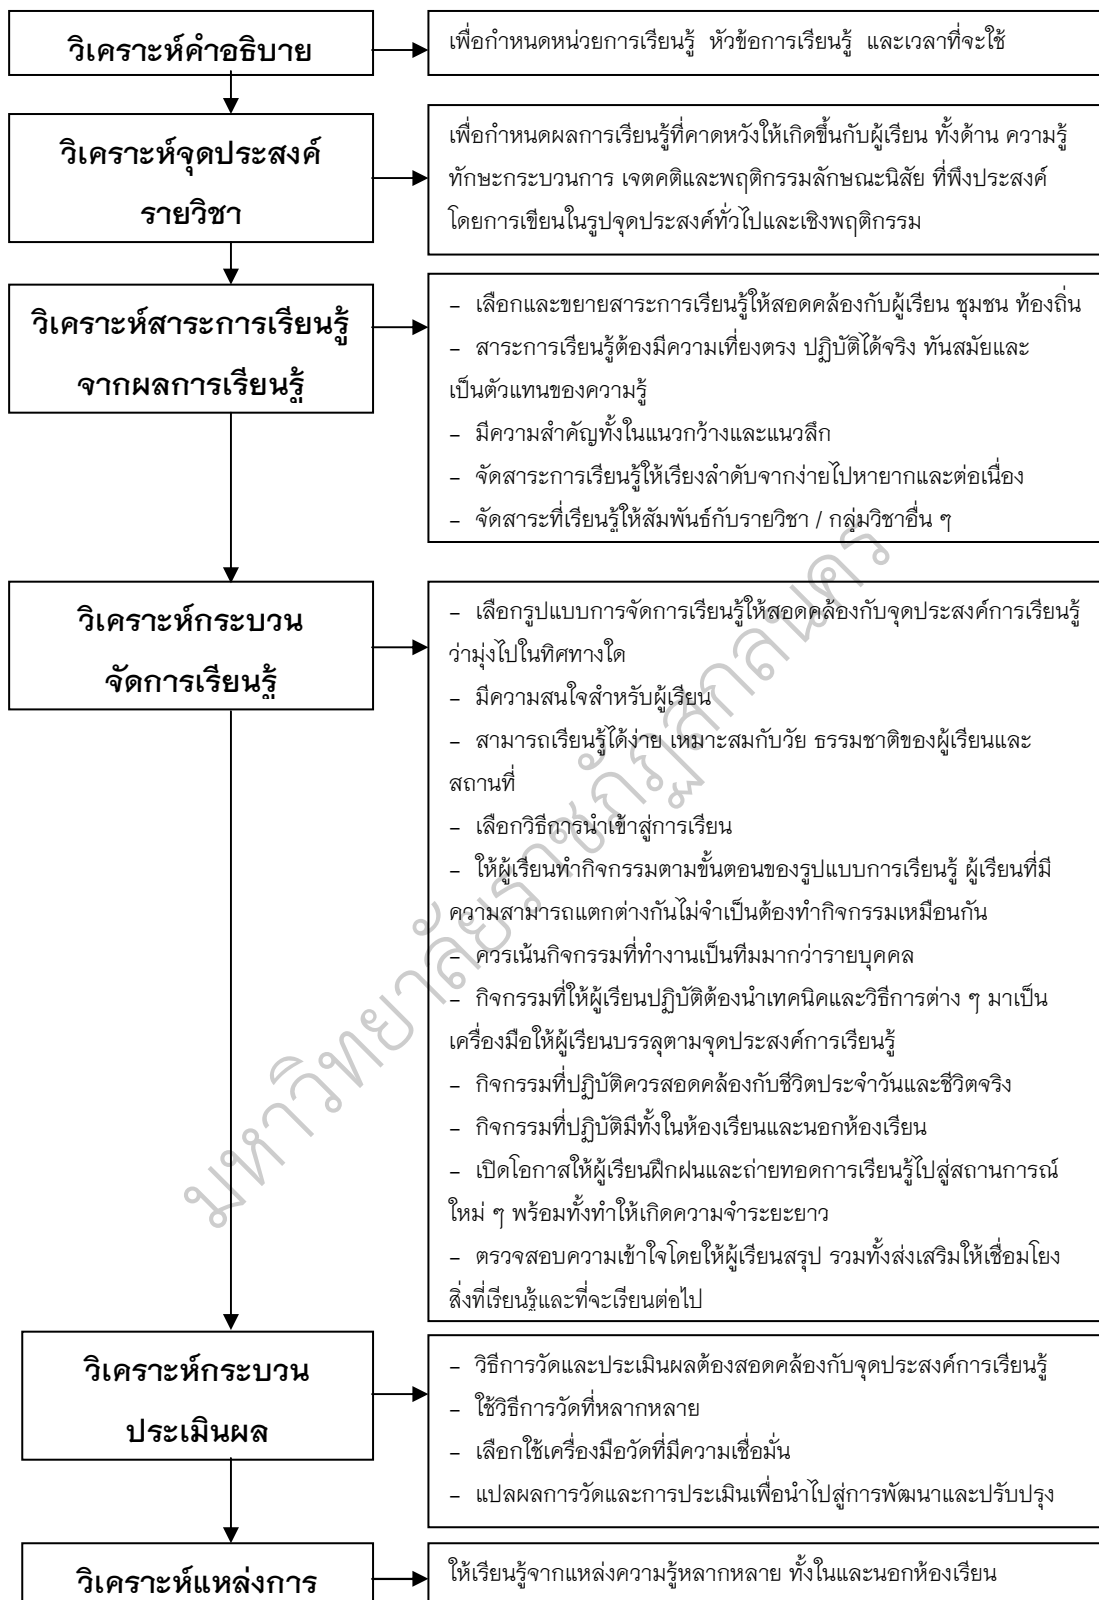 วิเคราะห์คำอธิบาย
เพื่อกำหนดหน่วยการเรียนรู้ หัวข้อการเรียนรู้ และเวลาที่จะใช้
วิเคราะห์จุดประสงค์
รายวิชา
เพื่อกำหนดผลการเรียนรู้ที่คาดหวังให้เกิดขึ้นกับผู้เรียน ทั้งด้าน ความรู้
ทักษะกระบวนการ เจตคติและพฤติกรรมลักษณะนิสัย ที่พึงประสงค์
โดยการเขียนในรูปจุดประสงค์ทั่วไปและเชิงพฤติกรรม
วิเคราะห์สาระการเรียนรู้
จากผลการเรียนรู้
– เลือกและขยายสาระการเรียนรู้ให้สอดคล้องกับผู้เรียน ชุมชน ท้องถิ่น
– สาระการเรียนรู้ต้องมีความเที่ยงตรง ปฏิบัติได้จริง ทันสมัยและ
เป็นตัวแทนของความรู้
– มีความสำคัญทั้งในแนวกว้างและแนวลึก
– จัดสาระการเรียนรู้ให้เรียงลำดับจากง่ายไปหายากและต่อเนื่อง
– จัดสาระที่เรียนรู้ให้สัมพันธ์กับรายวิชา / กลุ่มวิชาอื่น ๆ
วิเคราะห์กระบวน
จัดการเรียนรู้
– เลือกรูปแบบการจัดการเรียนรู้ให้สอดคล้องกับจุดประสงค์การเรียนรู้
ว่ามุ่งไปในทิศทางใด
– มีความสนใจสำหรับผู้เรียน
– สามารถเรียนรู้ได้ง่าย เหมาะสมกับวัย ธรรมชาติของผู้เรียนและ
สถานที่
– เลือกวิธีการนำเข้าสู่การเรียน
– ให้ผู้เรียนทำกิจกรรมตามขั้นตอนของรูปแบบการเรียนรู้ ผู้เรียนที่มี
ความสามารถแตกต่างกันไม่จำเป็นต้องทำกิจกรรมเหมือนกัน
– ควรเน้นกิจกรรมที่ทำงานเป็นทีมมากว่ารายบุคคล
– กิจกรรมที่ให้ผู้เรียนปฏิบัติต้องนำเทคนิคและวิธีการต่าง ๆ มาเป็น
เครื่องมือให้ผู้เรียนบรรลุตามจุดประสงค์การเรียนรู้
– กิจกรรมที่ปฏิบัติควรสอดคล้องกับชีวิตประจำวันและชีวิตจริง
– กิจกรรมที่ปฏิบัติมีทั้งในห้องเรียนและนอกห้องเรียน
– เปิดโอกาสให้ผู้เรียนฝึกฝนและถ่ายทอดการเรียนรู้ไปสู่สถานการณ์
ใหม่ ๆ พร้อมทั้งทำให้เกิดความจำระยะยาว
– ตรวจสอบความเข้าใจโดยให้ผู้เรียนสรุป รวมทั้งส่งเสริมให้เชื่อมโยง
สิ่งที่เรียนรู้และที่จะเรียนต่อไป
วิเคราะห์กระบวน
ประเมินผล
– วิธีการวัดและประเมินผลต้องสอดคล้องกับจุดประสงค์การเรียนรู้
– ใช้วิธีการวัดที่หลากหลาย
– เลือกใช้เครื่องมือวัดที่มีความเชื่อมั่น
– แปลผลการวัดและการประเมินเพื่อนำไปสู่การพัฒนาและปรับปรุง
วิเคราะห์แหล่งการ
ให้เรียนรู้จากแหล่งความรู้หลากหลาย ทั้งในและนอกห้องเรียน
มหาวิทยาลัยราชภัฏสกลนคร